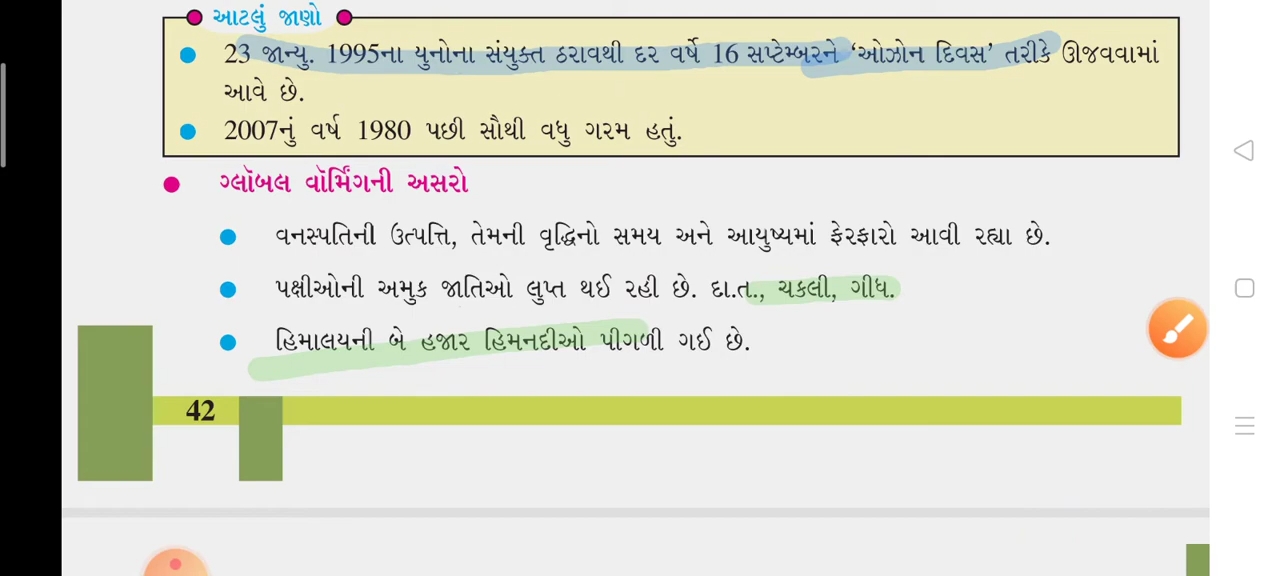 આટલું જાણો
23 જાન્યુ. 1995ના યુનોના સંયુક્ત ઠરાવથી દર વર્ષે 16 સપ્ટેમ્બરને ‘ઓઝોન દિવસ’ તરીકે ઊજવવામાં
આવે છે.
2007નું વર્ષ 1980 પછી સૌથી વધુ ગરમ હતું.
ગ્લૉબલ વૉર્મિંગની અસરો
વનસ્પતિની ઉત્પત્તિ, તેમની વૃદ્ધિનો સમય અને આયુષ્યમાં ફેરફારો આવી રહ્યા છે.
પક્ષીઓની અમુક જાતિઓ લુપ્ત થઈ રહી છે. દા.ત., ચકલી, ગીધ.
હિમાલયની બે હજાર હિમનદીઓ પીગળી ગઈ છે.
42